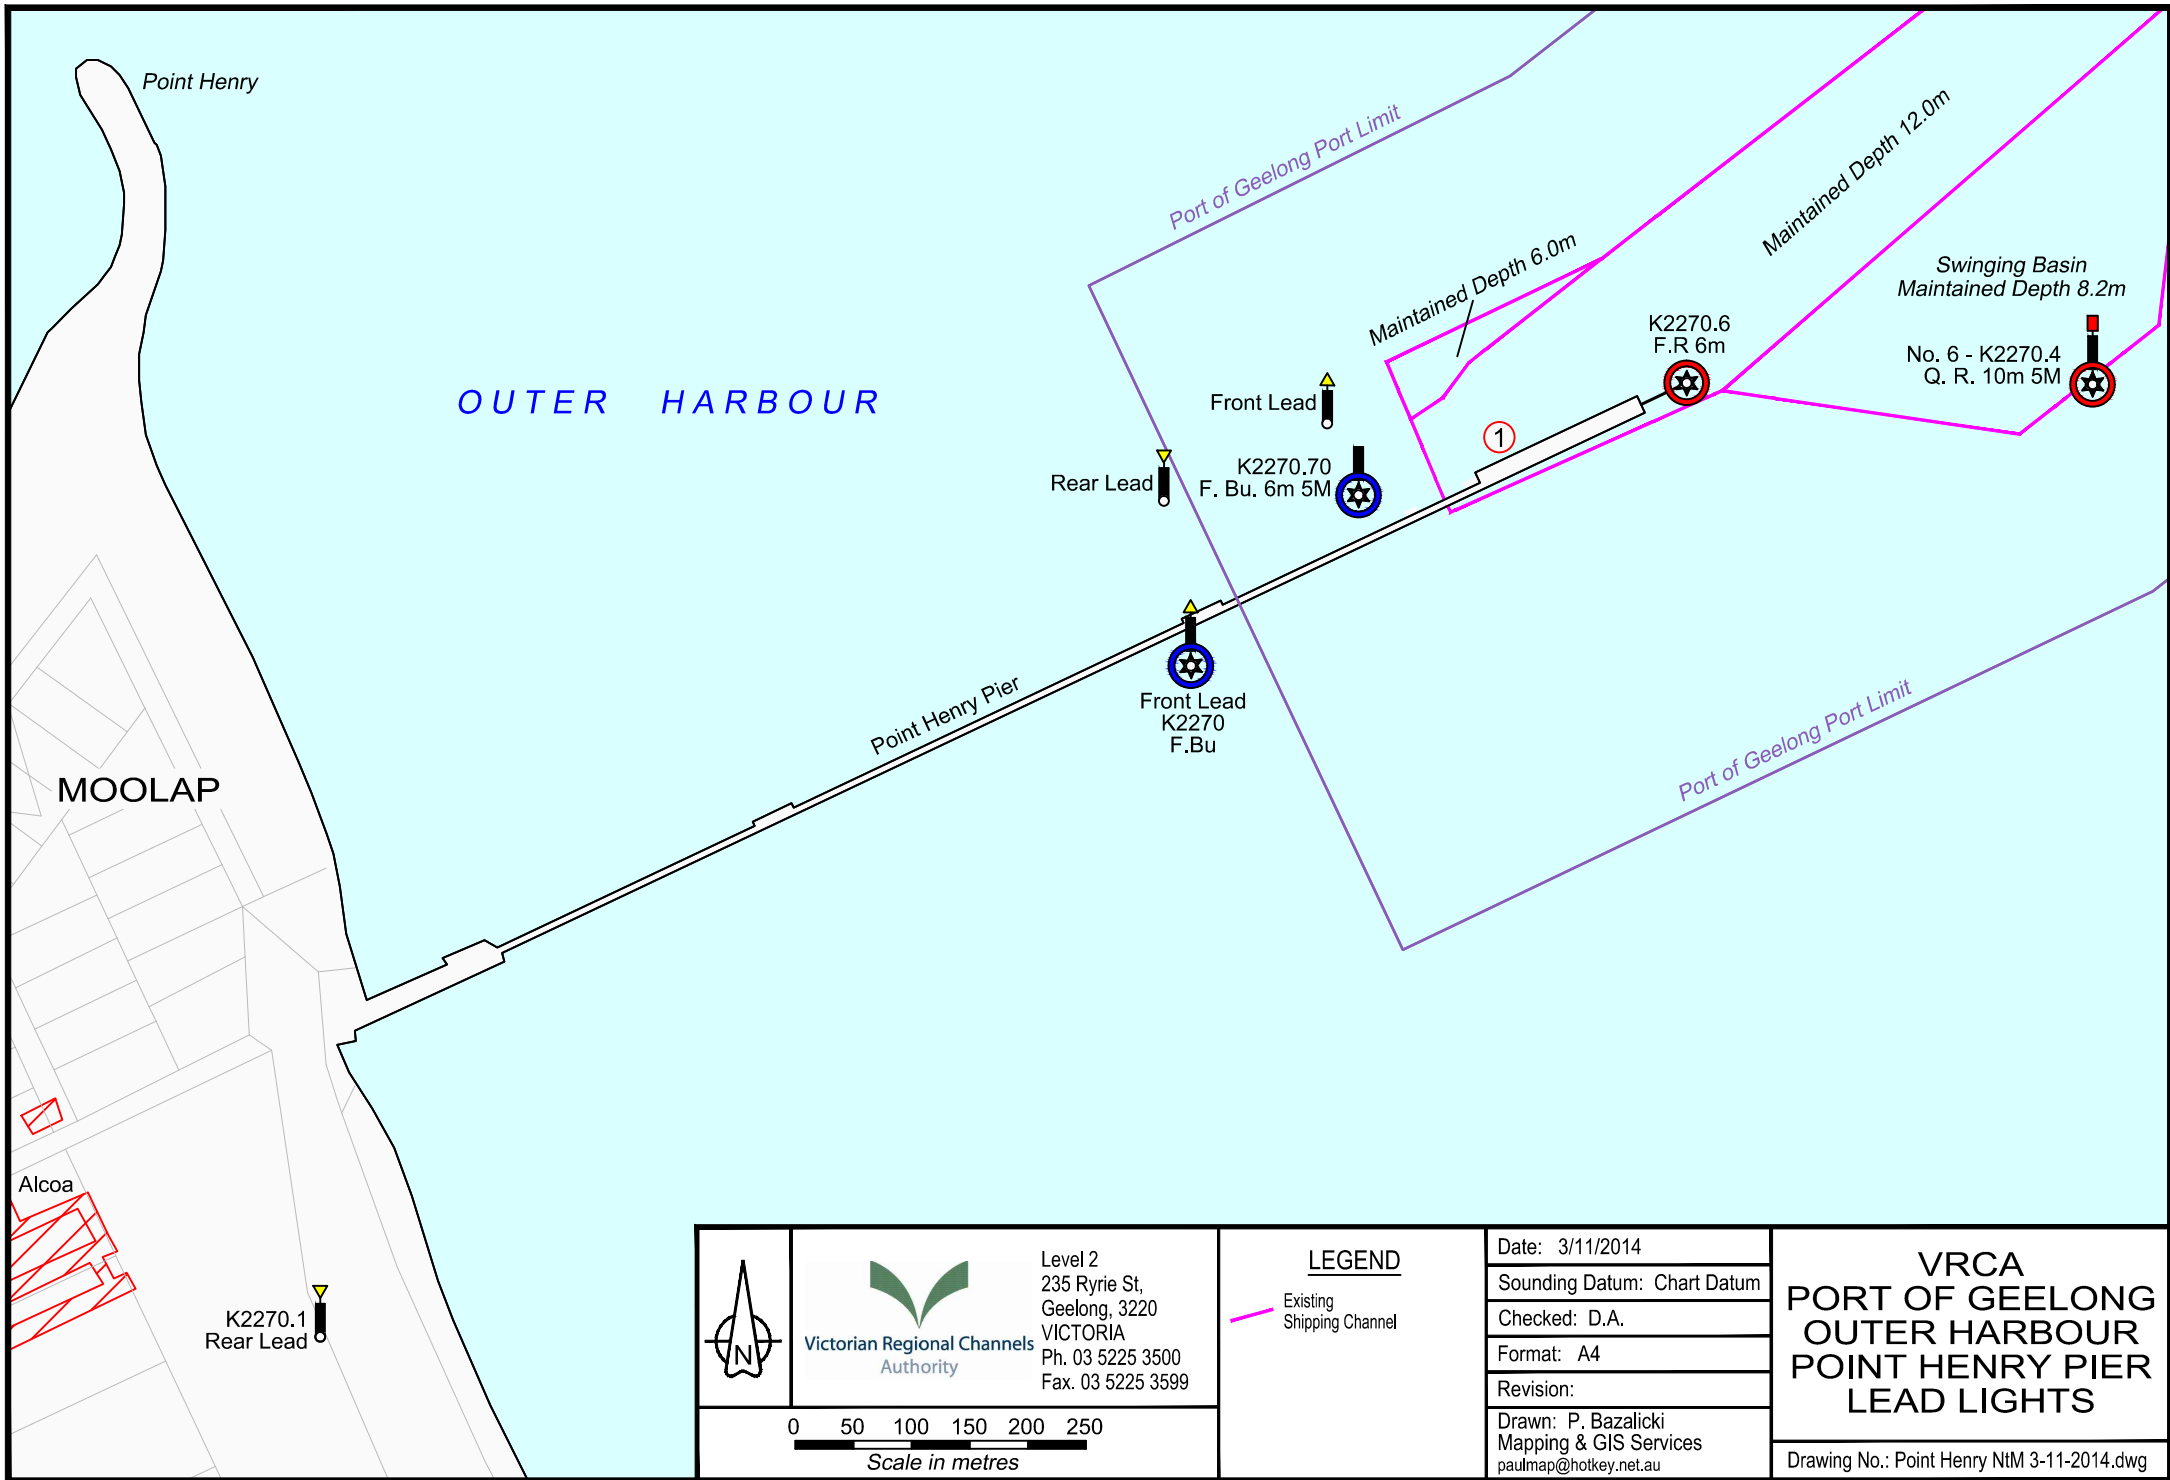 Point Henry
Port of Geelong Port Limit
Maintained Depth 12.0m
Maintained Depth 6.0m
Swinging Basin
Maintained Depth 8.2m
K2270.6
F.R 6m
No. 6 - K2270.4
Q. R. 10m 5M
OUTER HARBOUR
Front Lead
1
Rear Lead
K2270.70
F. Bu. 6m 5M
Point Henry Pier
Front Lead
K2270
F.Bu
Port of Geelong Port Limit
MOOLAP
Alcoa
K2270.1
Rear Lead
N
Victorian Regional Channels
Authority
Level 2
235 Ryrie St,
Geelong, 3220
VICTORIA
Ph. 03 5225 3500
Fax. 03 5225 3599
0 50 100 150 200 250
Scale in metres
LEGEND
Existing
Shipping Channel
Date: 3/11/2014
Sounding Datum: Chart Datum
Checked: D.A.
Format: A4
Revision:
Drawn: P. Bazalicki
Mapping & GIS Services
paulmap@hotkey.net.au
VRCA
PORT OF GEELONG
OUTER HARBOUR
POINT HENRY PIER
LEAD LIGHTS
Drawing No.: Point Henry NtM 3-11-2014.dwg